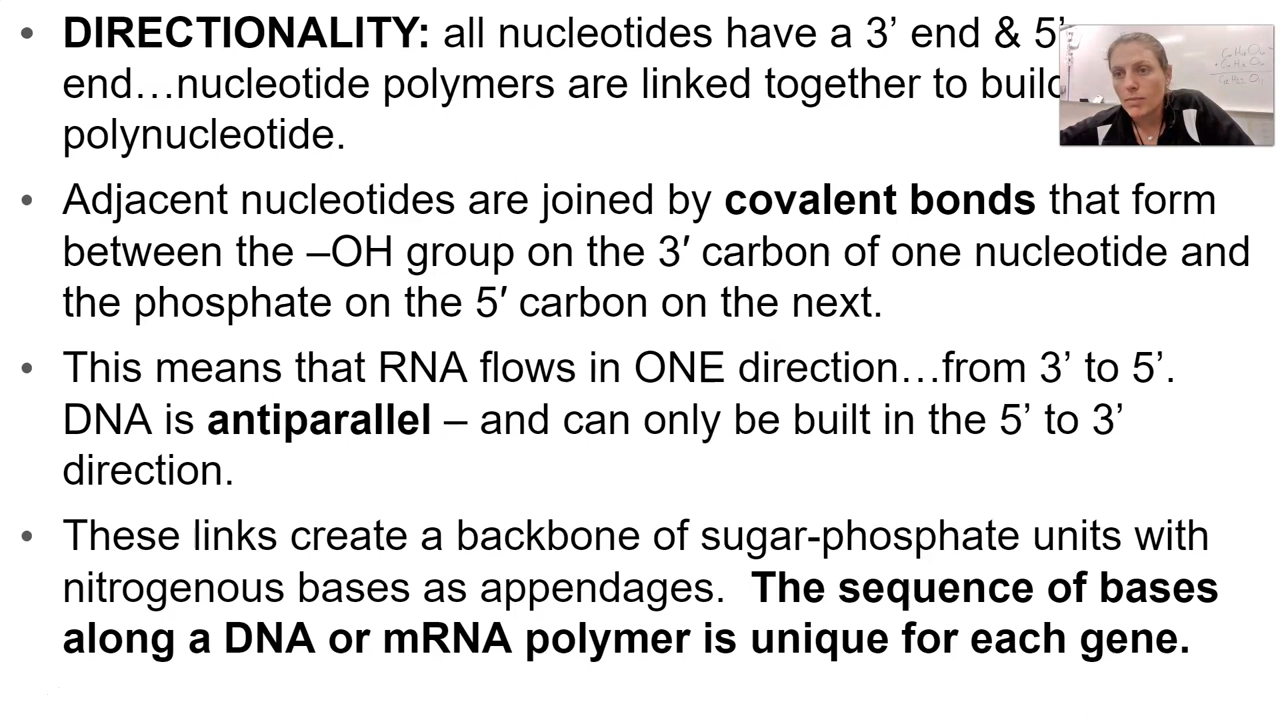 • DIRECTIONALITY: all nucleotides have a 3’ end & 5’
end…nucleotide polymers are linked together to build
polynucleotide.
• Adjacent nucleotides are joined by covalent bonds that form
between the –OH group on the 3′ carbon of one nucleotide and
the phosphate on the 5′ carbon on the next.
• This means that RNA flows in ONE direction…from 3’ to 5’.
DNA is antiparallel – and can only be built in the 5’ to 3’
direction.
• These links create a backbone of sugar-phosphate units with
nitrogenous bases as appendages.  The sequence of bases
along a DNA or mRNA polymer is unique for each gene.